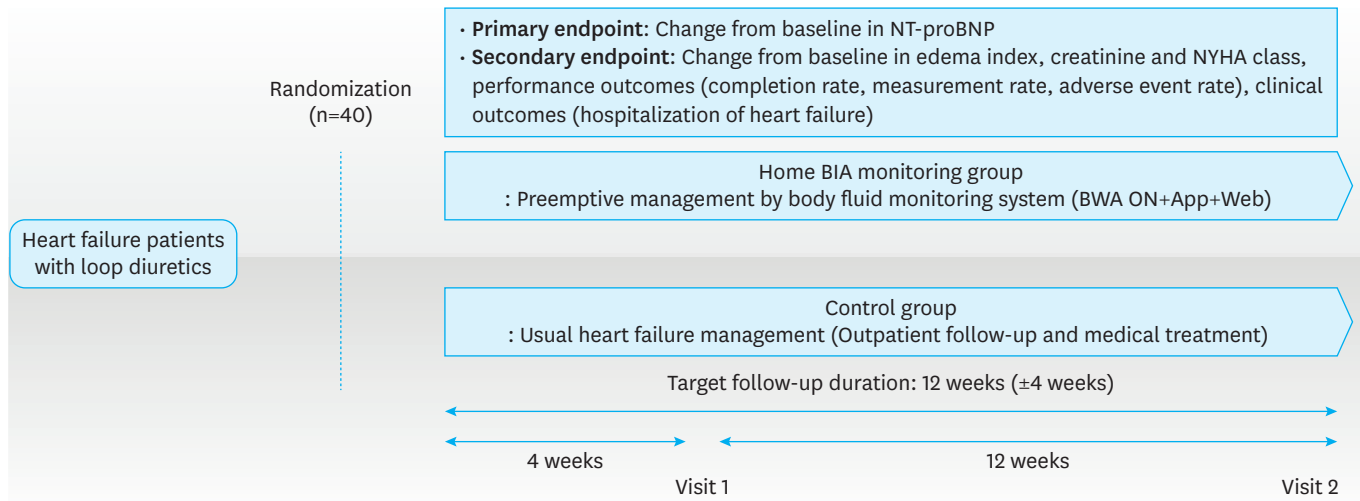 · Primary endpoint: Change from baseline in NT-proBNP
· Secondary endpoint: Change from baseline in edema index, creatinine and NYHA class,
performance outcomes (completion rate, measurement rate, adverse event rate), clinical
outcomes (hospitalization of heart failure)
Randomization
(n=40)
Home BIA monitoring group
: Preemptive management by body fluid monitoring system (BWA ON+App+Web)
Heart failure patients
with loop diuretics
Control group
: Usual heart failure management (Outpatient follow-up and medical treatment)
Target follow-up duration: 12 weeks (±4 weeks)
4 weeks
12 weeks
Visit 1
Visit 2